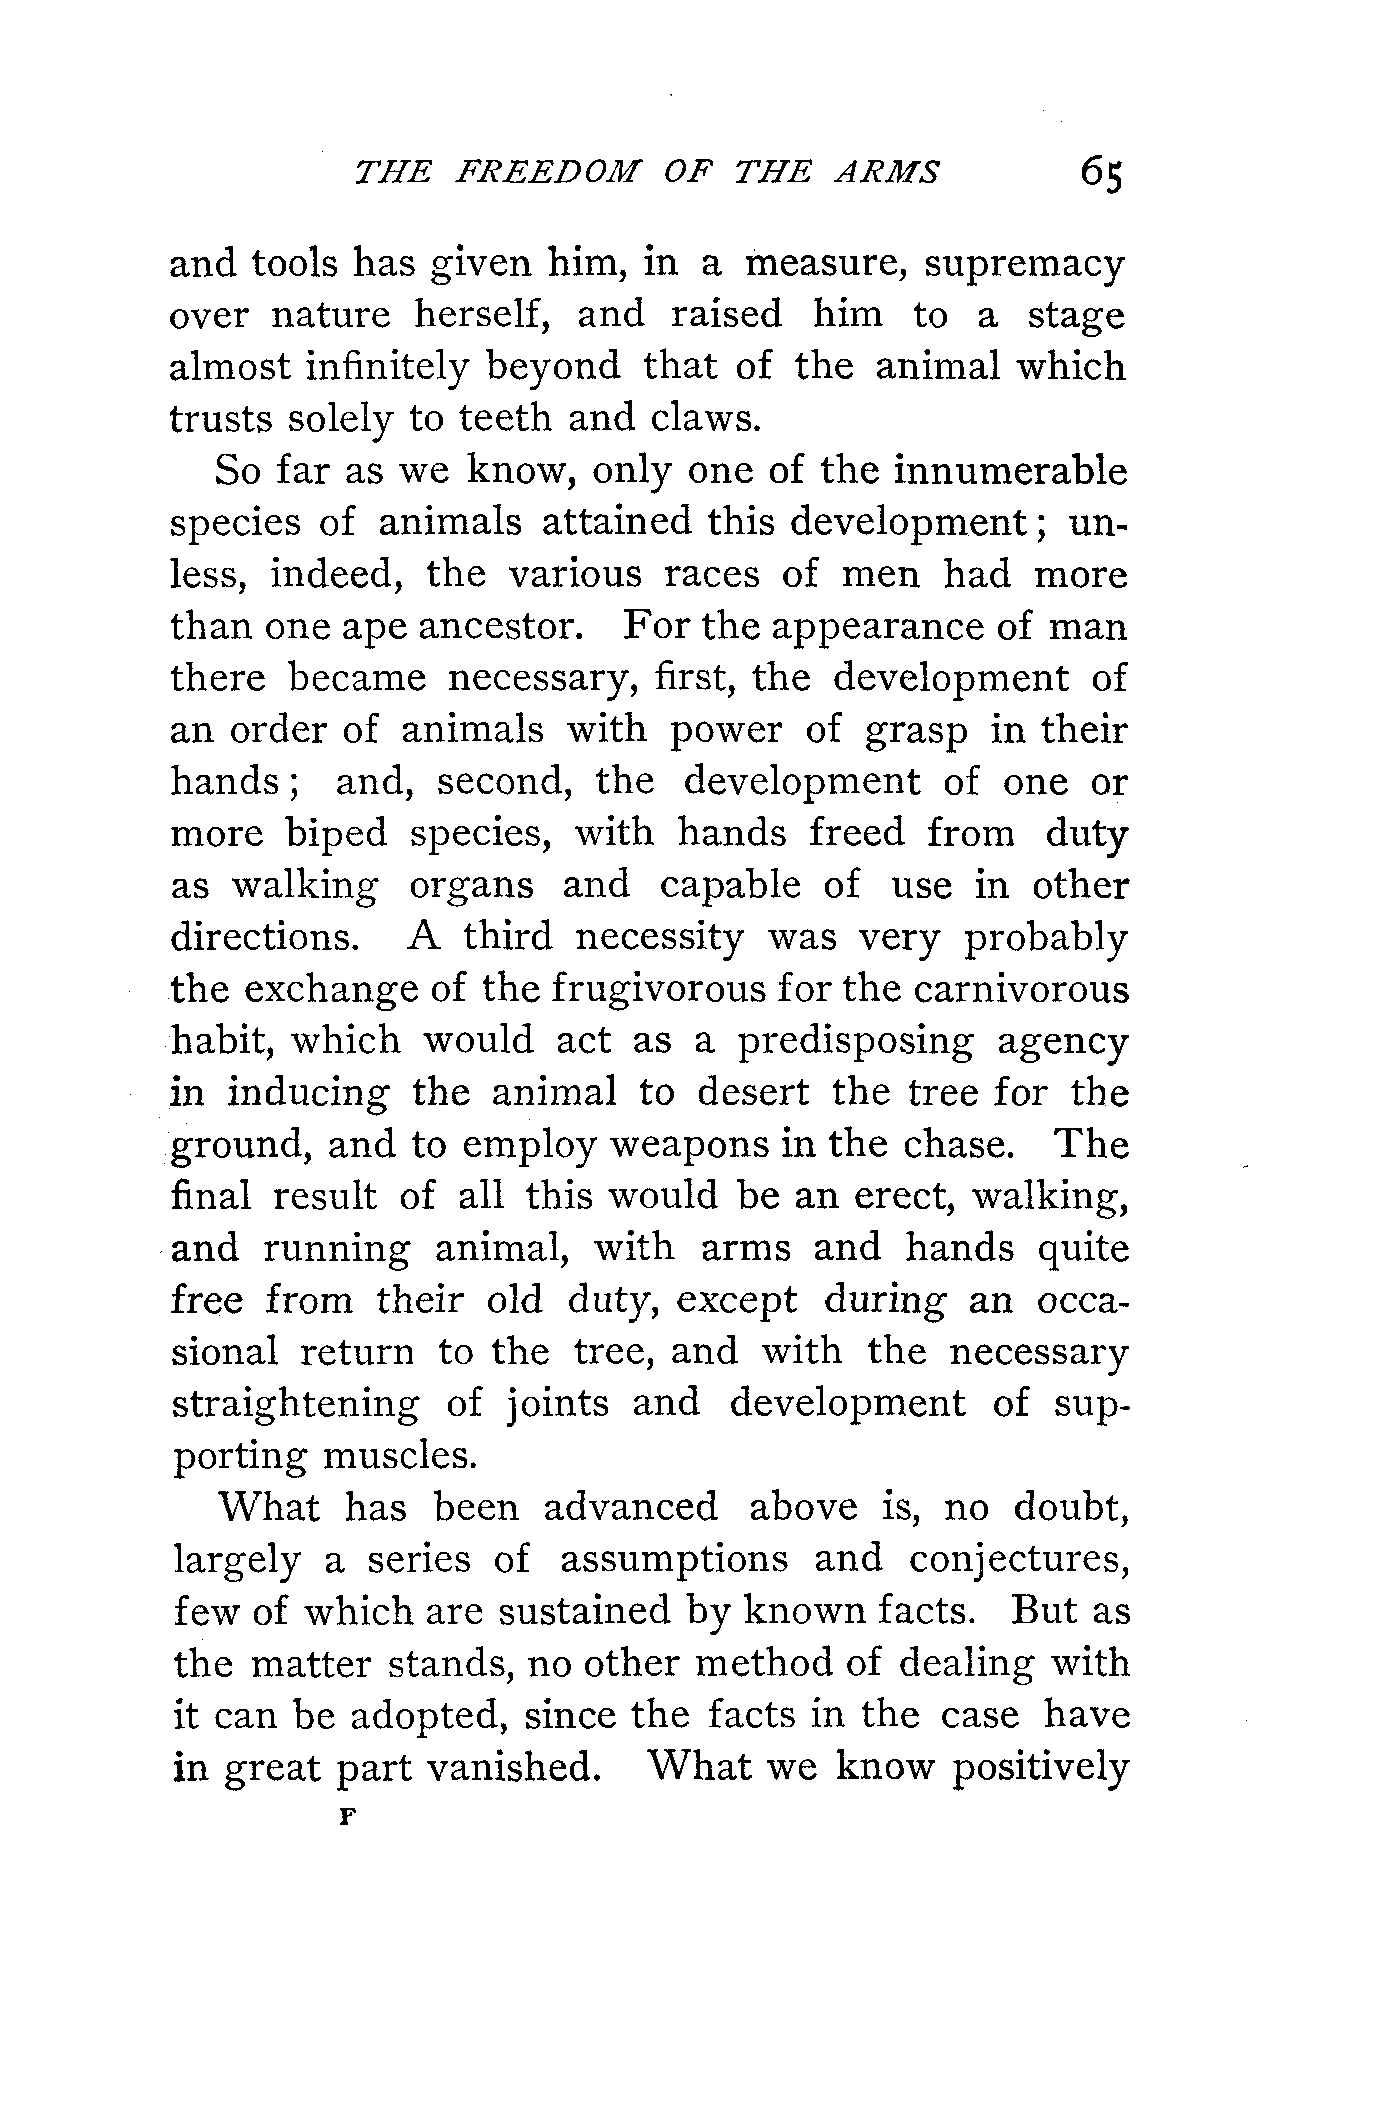 THE FREEDOM OF THE ARMS 65
and tools has given him, in a measure, supremacy
over nature herself, and raised him to a stage
almost infinitely beyond that of the animal which
trusts solely to teeth and claws.
So far as we know, only one of the innumerable
species of animals attained this development ; un-
less, indeed, the various races of men had more
than one ape ancestor. For the appearance of man
there became necessary, first, the development of
an order of animals with power of grasp in their
hands ; and, second, the development of one or
more biped species, with hands freed from duty
as walking organs and capable of use in other
directions. A third necessity was very probably
the exchange of the frugivorous for the carnivorous
habit, which would act as a predisposing agency
in inducing the animal to desert the tree for the
ground, and to employ weapons in the chase. The
final result of all this would be an erect, walking,
and running animal, with arms and hands quite
free from their old duty, except during an occa-
sional return to the tree, and with the necessary
straightening of joints and development of sup-
porting muscles.
What has been advanced above is, no doubt,
largely a series of assumptions and conjectures,
few of which are sustained by known facts. But as
the matter stands, no other method of dealing with
it can be adopted, since the facts in the case have
in great part vanished. What we know positively
F